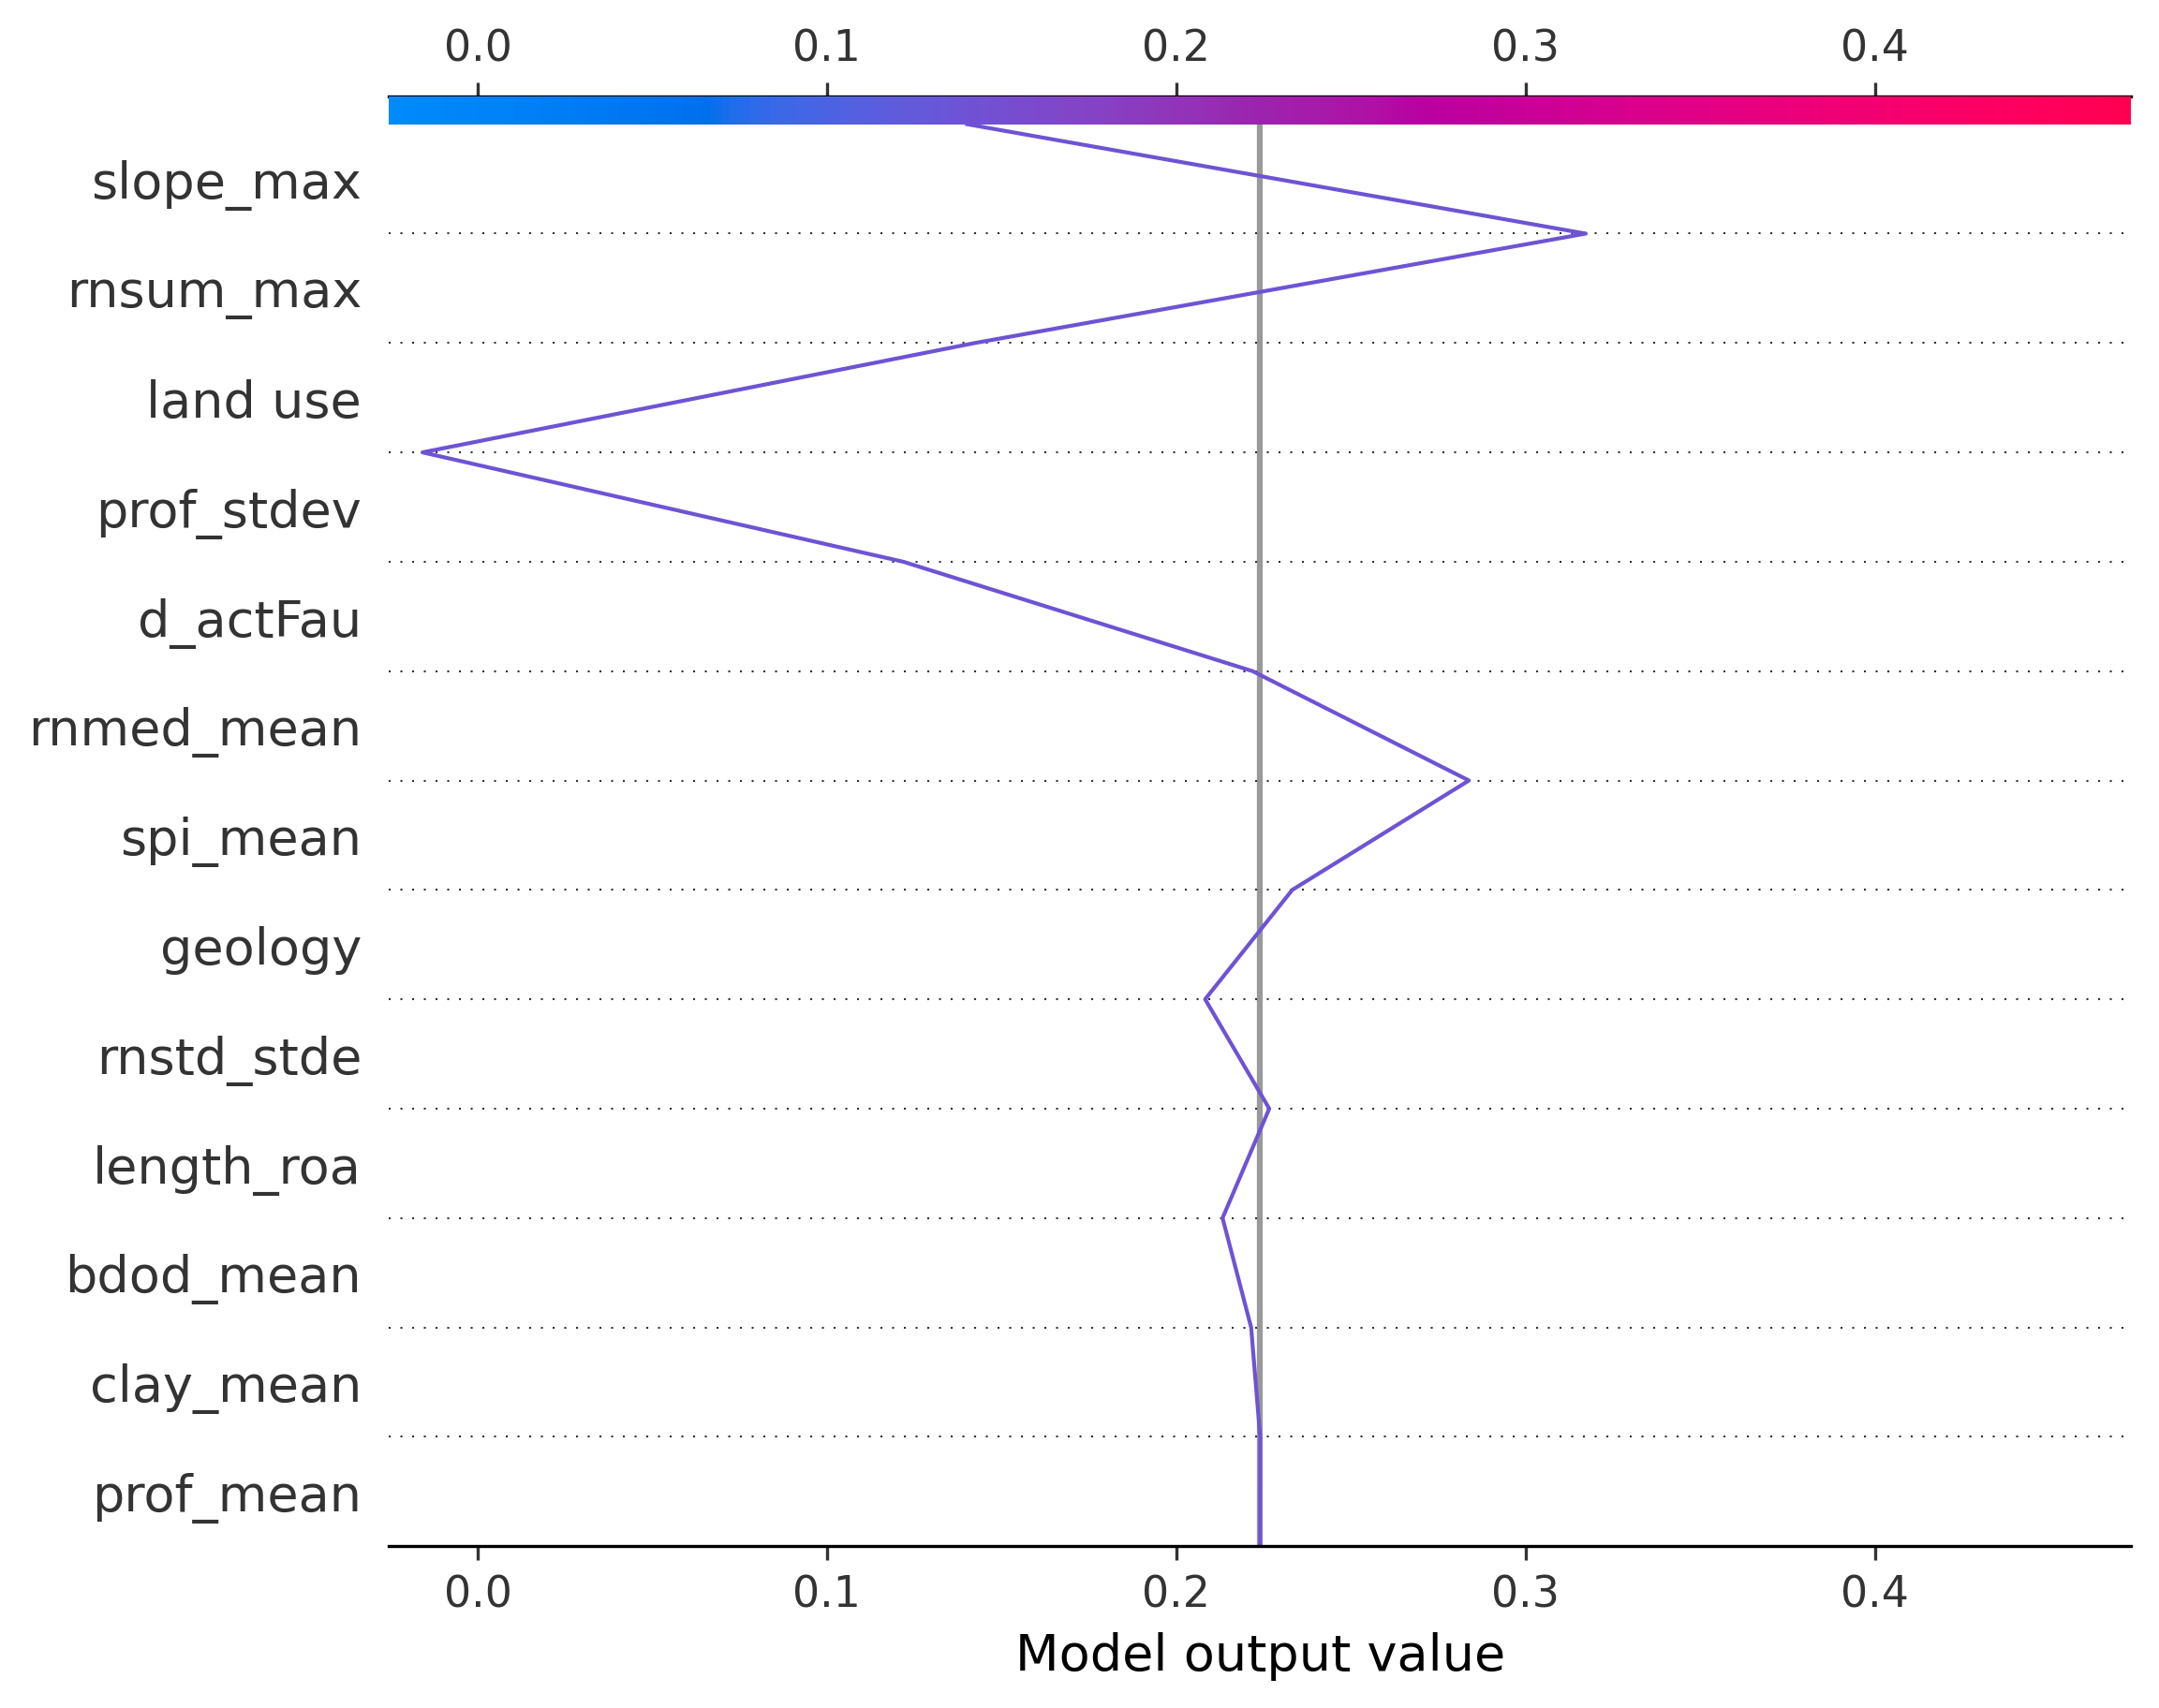 0.0 0.1 0.2 0.3 0.4
slope_max
rnsum_max
land use
prof_stdev
d_actFau
rnmed_mean
spi_mean
geology
rnstd_stde
length_roa
bdod_mean
clay_mean
prof_mean
0.0 0.1 0.2 0.3 0.4
Model output value